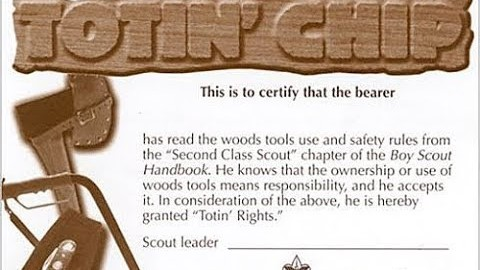 TOTIN' CHIP
This is to certify that the bearer
has read the woods tools use and safety rules from
the “Second Class Scout” chapter of the Boy Scout
Handbook. He knows that the ownership or use of
woods tools means responsibility, and he accepts
it. In consideration of the above, he is hereby
granted “Totin’ Rights.”
Scout leader